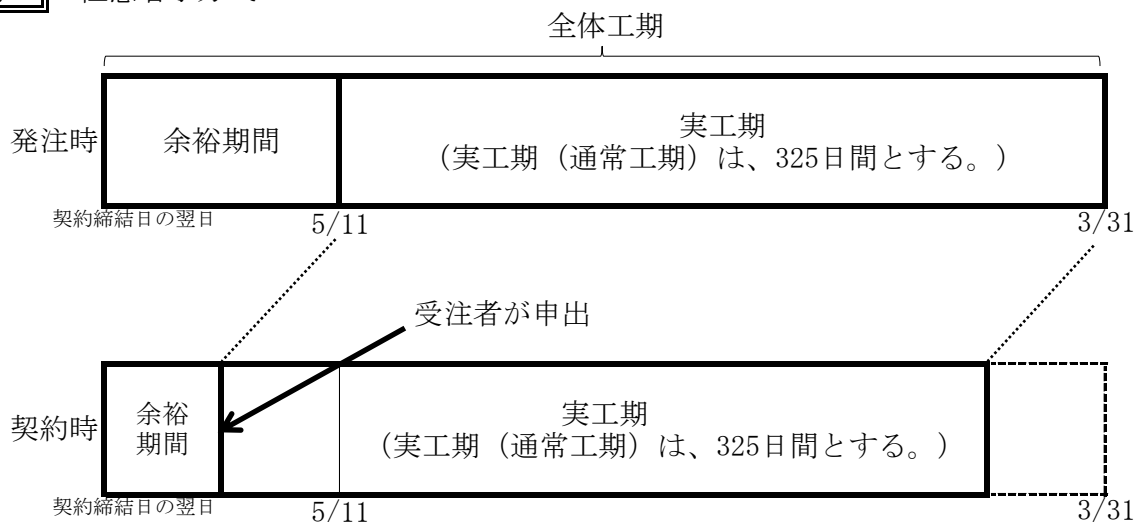 全体工期
発注時
余裕期間
実工期
（実工期（通常工期）は、325日間とする。）
契約締結日の翌日
5/11
3/31
受注者が申出
契約時
余裕
期間
実工期
（実工期（通常工期）は、325日間とする。）
契約締結日の翌日
5/11
3/31